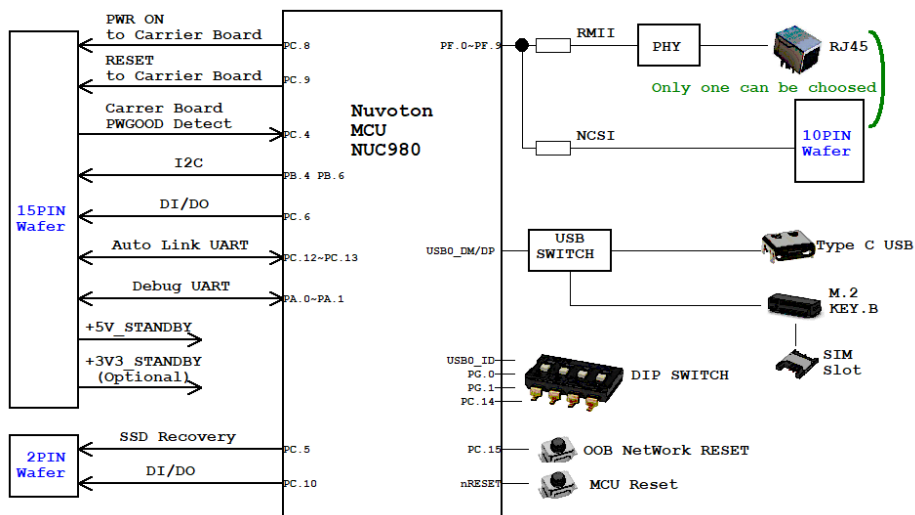 PWR ON
to Carrier Board
RESET
to Carrier Board
Carrer Board
PWGOOD Detect
I2C
DI/DO
Auto Link UART
Debug UART
+5V_STANDBY
+3V3_STANDBY
(Optional)
15PIN
Wafer
SSD Recovery
DI/DO
2PIN
Wafer
PC.8
PC.9
PC.4
PB.4 PB.6
PC.6
PC.12~PC.13
PA.0~PA.1
PC.5
PC.10
Nuvoton
MCU
NUC980
PF.0~PF.9
USB0_DM/DP
USB0_ID
PG.0
PG.1
PC.14
PC.15
nRESET
RMII
PHY
RJ45
Only one can be choosed
NCSI
10PIN
Wafer
USB
SWITCH
Type C USB
M.2
KEY.B
SIM
Slot
DIP SWITCH
OOB NetWork RESET
MCU Reset